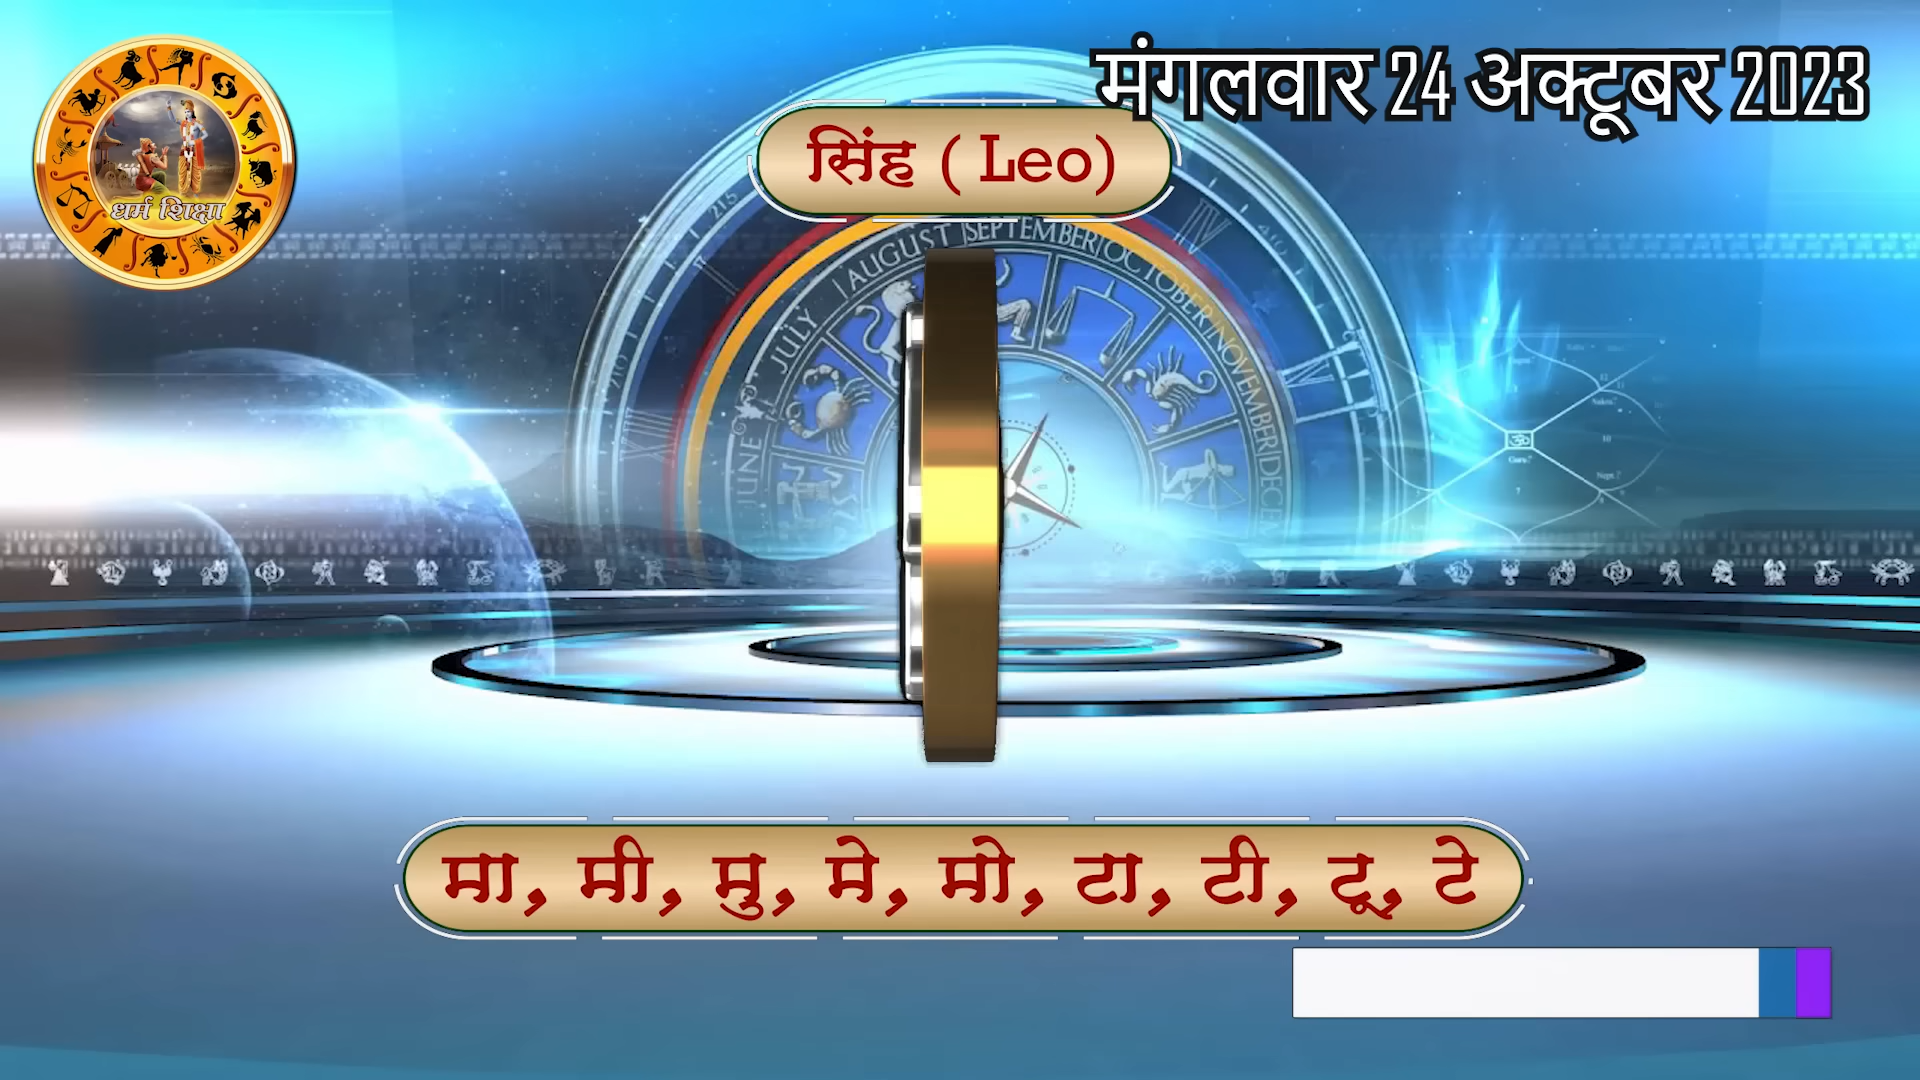 मंगलवार 24 अक्टूबर 2023
सिंह ( Leo)
धर्म शिक्षा
JUNE JULY AUGUST SEPTEMBER OCTOBER NOVEMBER
मा, मी, मु, मे, मो, टा, टी, टू, टे